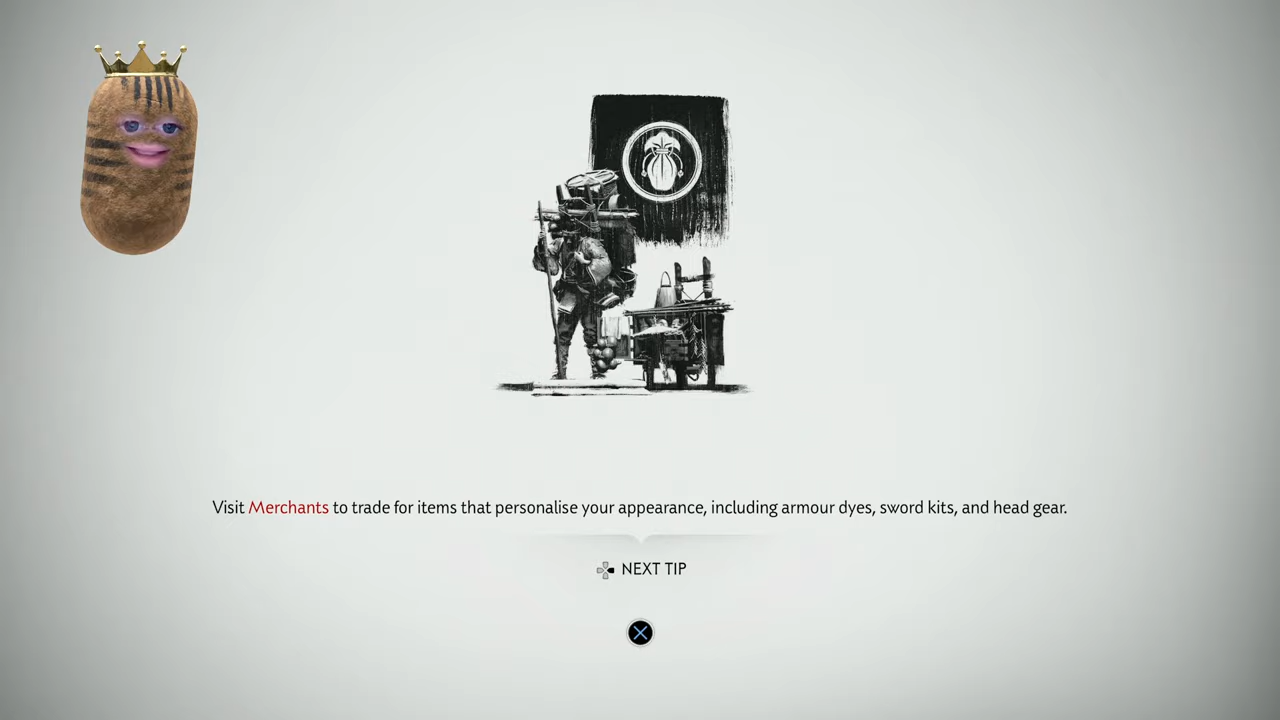 Visit Merchants to trade for items that personalise your appearance, including armour dyes, sword kits, and head gear.
NEXT TIP